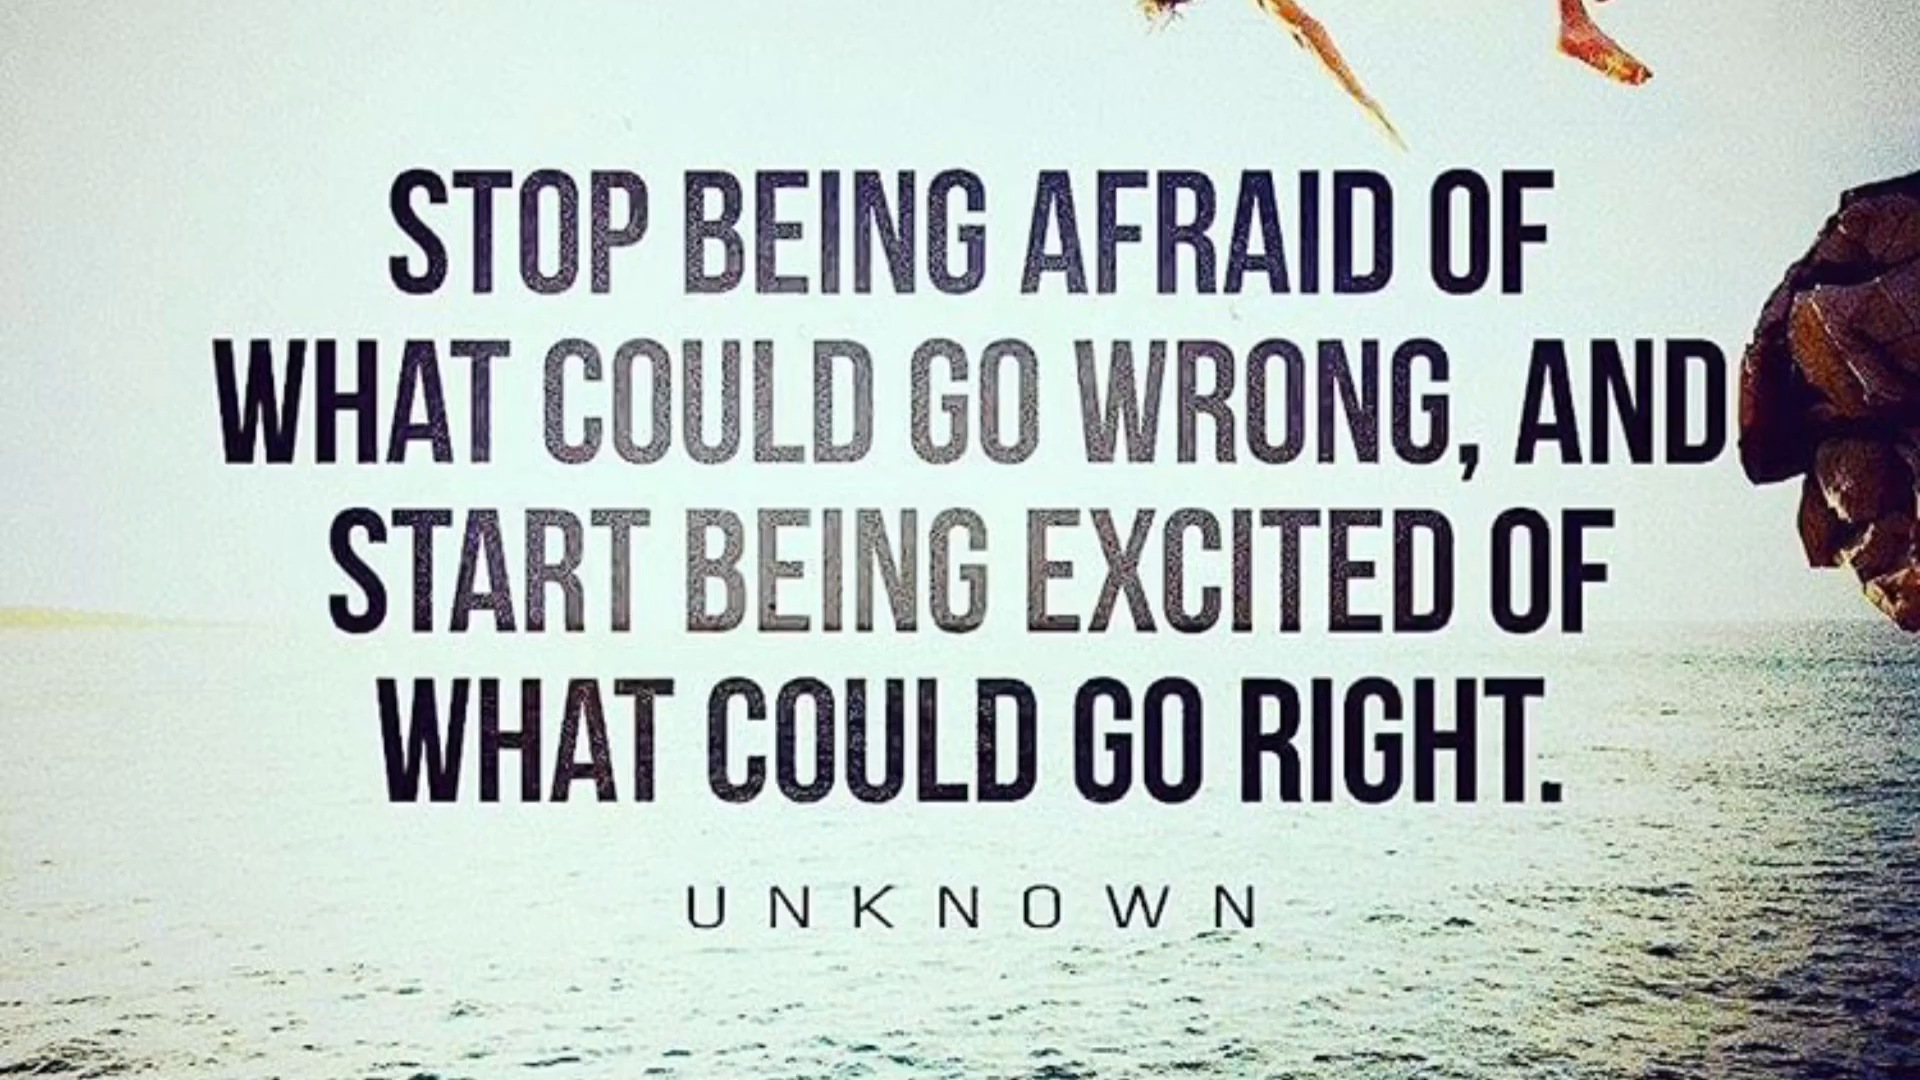 STOP BEING AFRAID OF
WHAT COULD GO WRONG, AND
START BEING EXCITED OF
WHAT COULD GO RIGHT.
UNKNOWN